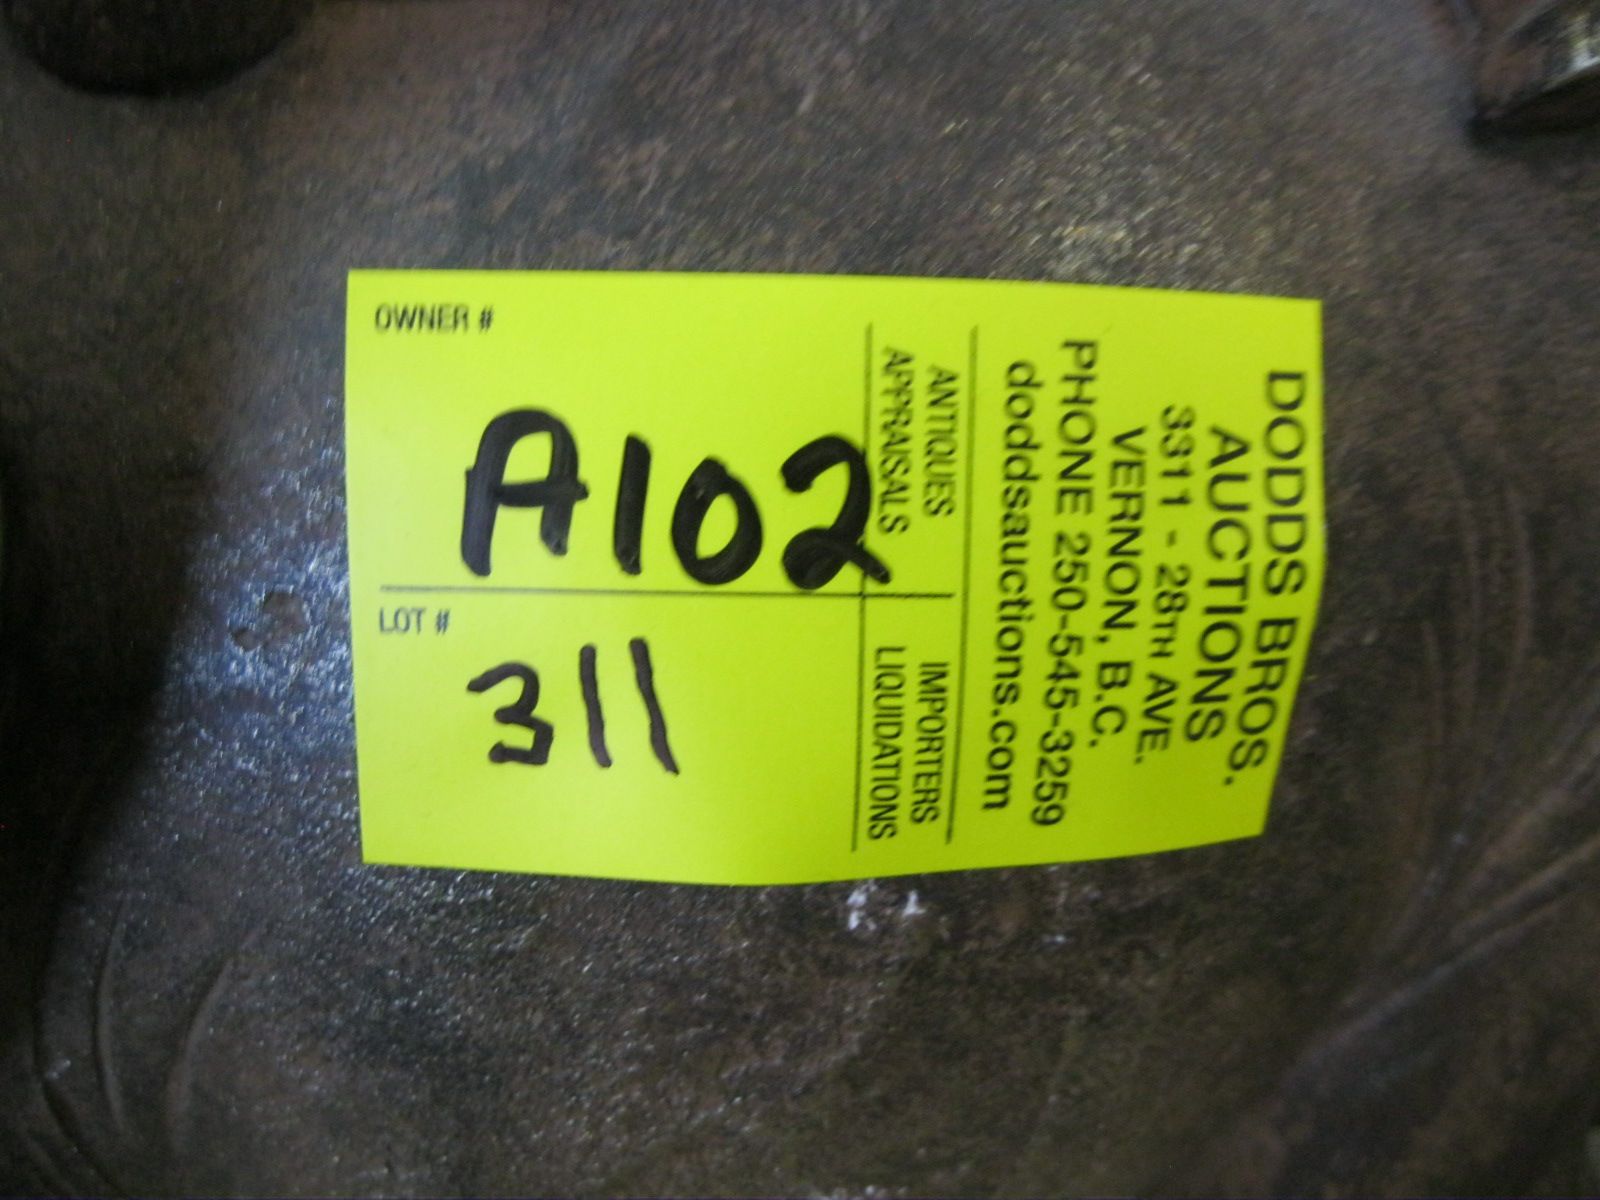 DODDS BROS.
AUCTIONS
3311 - 28TH AVE.
VERNON, B.C.
PHONE 250-545-3259
doddsauctions.com
ANTIQUES
APPRAISALS
IMPORTERS
LIQUIDATIONS
OWNER #
A102
LOT #
311